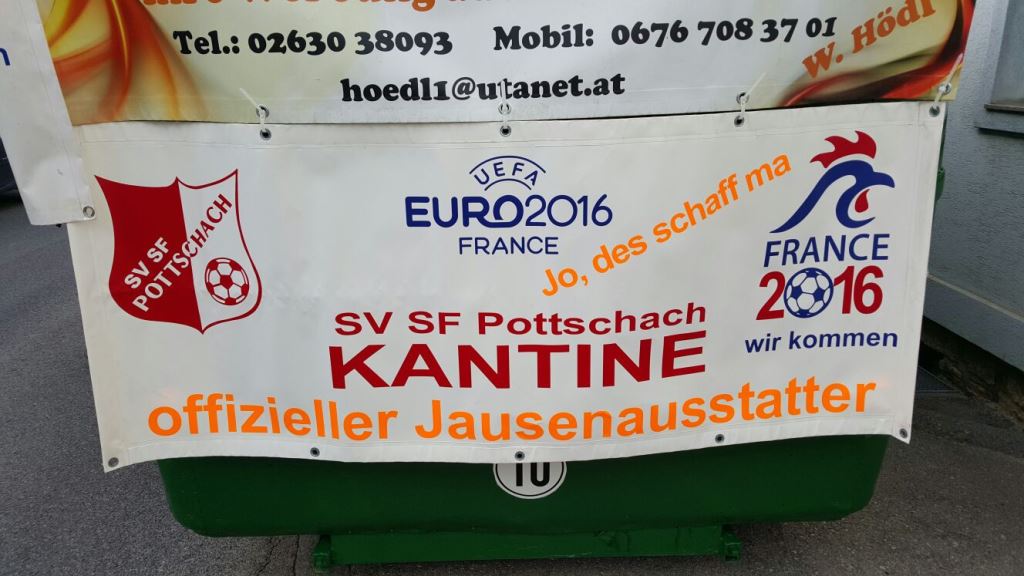 Tel.: 02630 38093 Mobil: 0676 708 37 01
W. Hödl
hoedl1@utanet.at
SV SF
POTTSCHACH
UEFA
EURO2016
FRANCE
Jo, des schaff ma
FRANCE
2016
wir kommen
SV SF Pottschach
KANTINE
offizieller Jausenausstatter
10